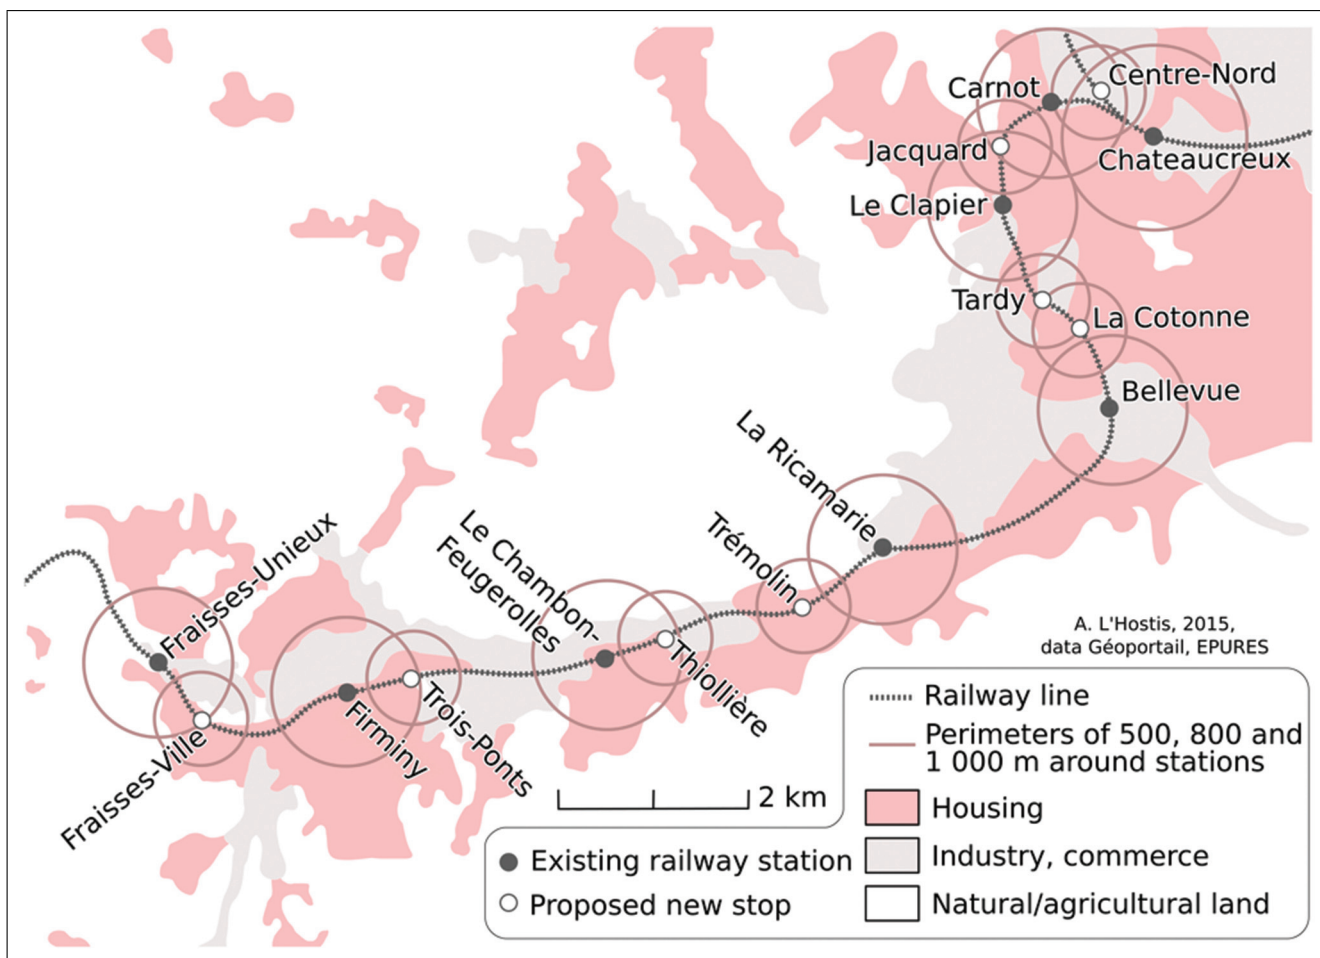 Centre-Nord
Carnot
Jacquard
Chateaucreux
Le Clapier
Tardy
La Cotonne
Bellevue
La Ricamarie
Trémolin
Le Chambon-
Feugerolles
Thiollière
Fraisses-Unieux
Firminy
Trois-Ponts
Fraisses-Ville
A. L'Hostis, 2015,
data Géoportail, EPURES
2 km
Existing railway station
Proposed new stop
Railway line
Perimeters of 500, 800 and
1 000 m around stations
Housing
Industry, commerce
Natural/agricultural land